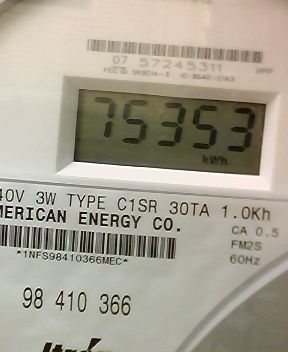 07 57245311
75353
kWh
40V 3W TYPE C1SR 30TA 1.0Kh
MERICAN ENERGY CO.
CA 0.5
FM2S
60Hz
*1NFS98410366MEC*
98 410 366
Itrón